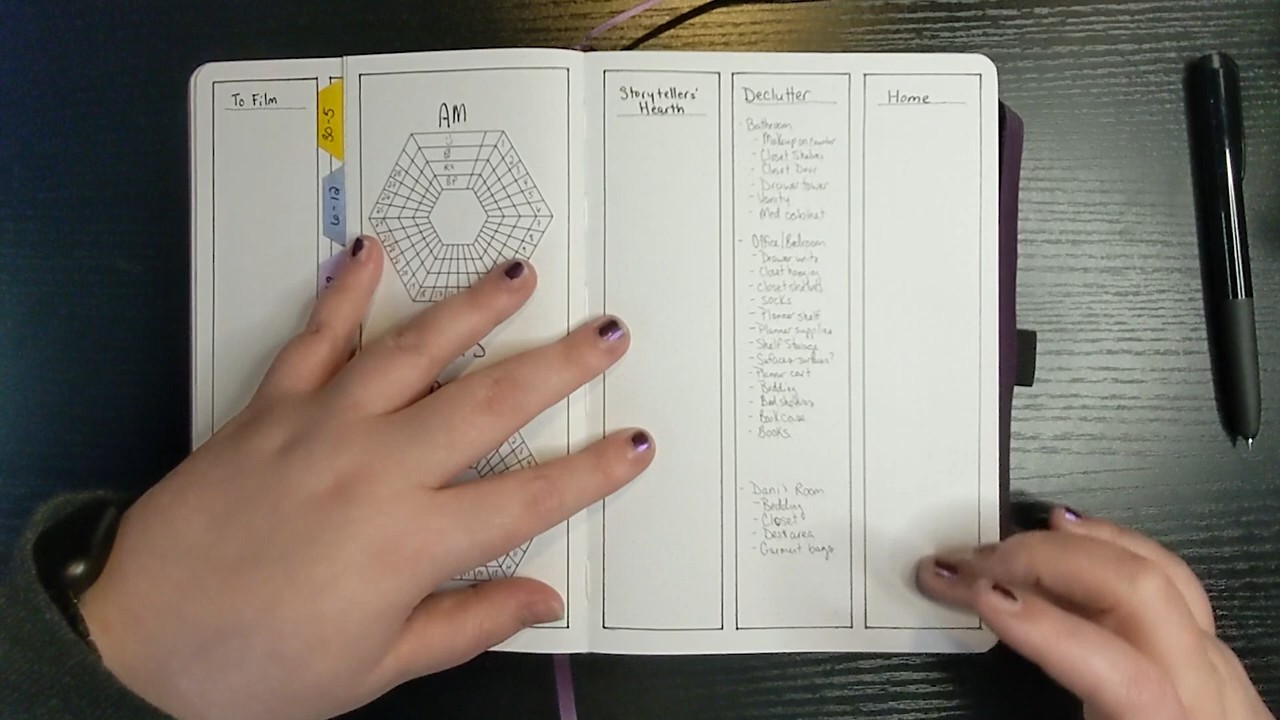 To Film
30-5
6-12
AM
Storytellers'
Hearth
Declutter
- Bathroom
- Makeup on counter
- Closet Shelves
- Closet Door
- Drawer tower
- Vanity
- Med cabinet
- Office/Bedroom
- Drawer units
- Closet hanging
- Closet shelves
- Socks
- Planner shelf
- Planner supplies
- Shelf Storage
- Surfaces
- Planner cart
- Bedding
- Bookcase
- Books
- Dani's Room
- Bedding
- Closet
- Desk area
- Garment bags
Home